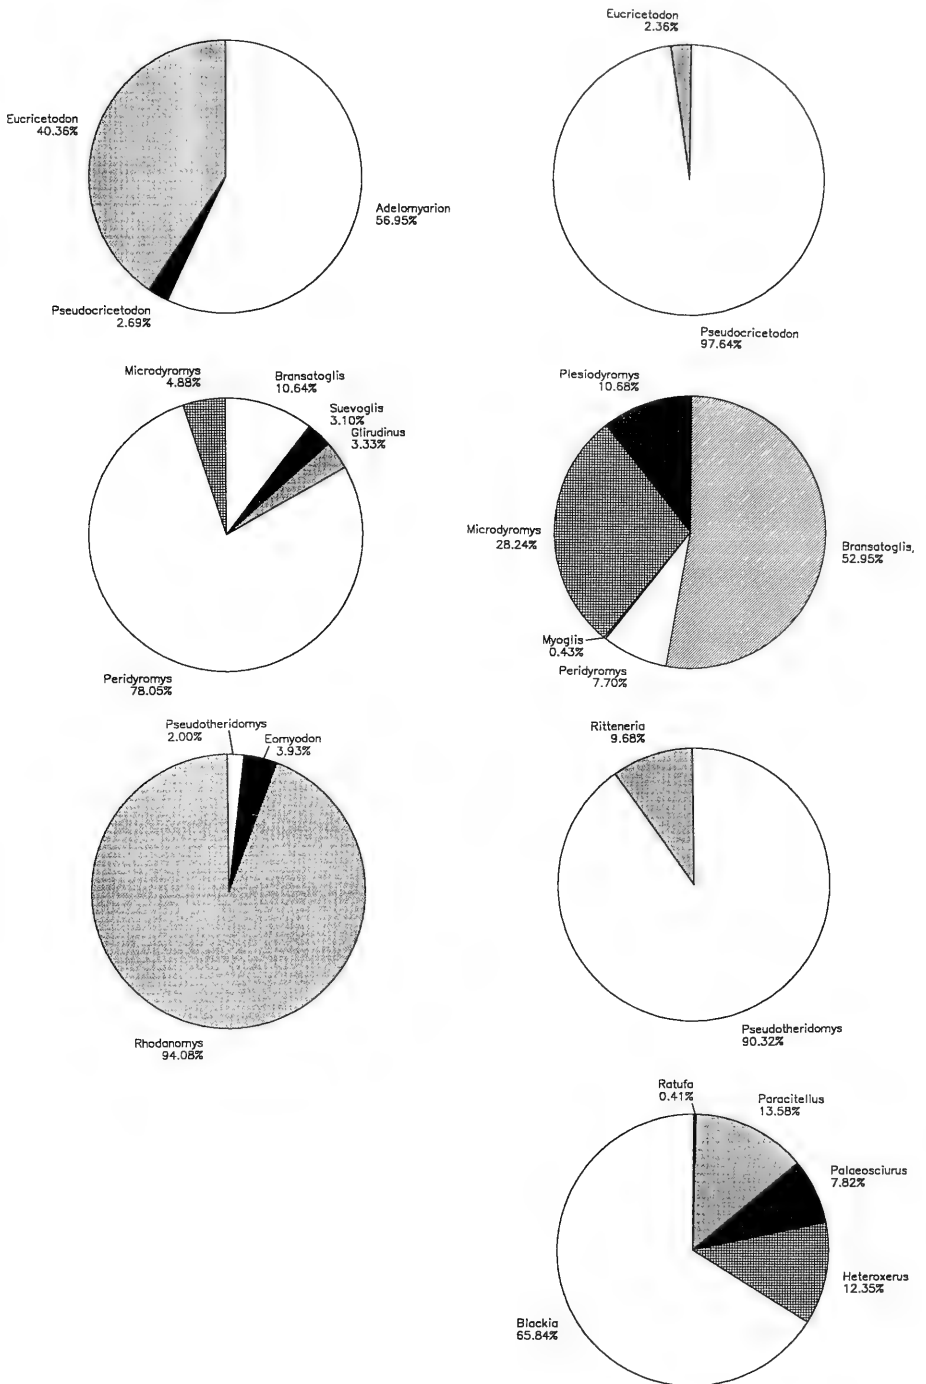 Eucricetodon
40.36%
Adelomyarion
56.95%
Pseudocricetodon
2.69%
Eucricetodon
2.36%
Pseudocricetodon
97.64%
Microdyromys
4.88%
Bransatoglis
10.64%
Suevoglis
3.10%
Glirudinus
3.33%
Peridyromys
78.05%
Plesiodyromys
10.68%
Microdyromys
28.24%
Bransatoglis,
52.95%
Myoglis
0.43%
Peridyromys
7.70%
Pseudotheridomys
2.00%
Eomyodon
3.93%
Rhodanomys
94.08%
Ritteneria
9.68%
Pseudotheridomys
90.32%
Ratufa
0.41%
Paracitellus
13.58%
Palaeosciurus
7.82%
Heteroxerus
12.35%
Blackia
65.84%